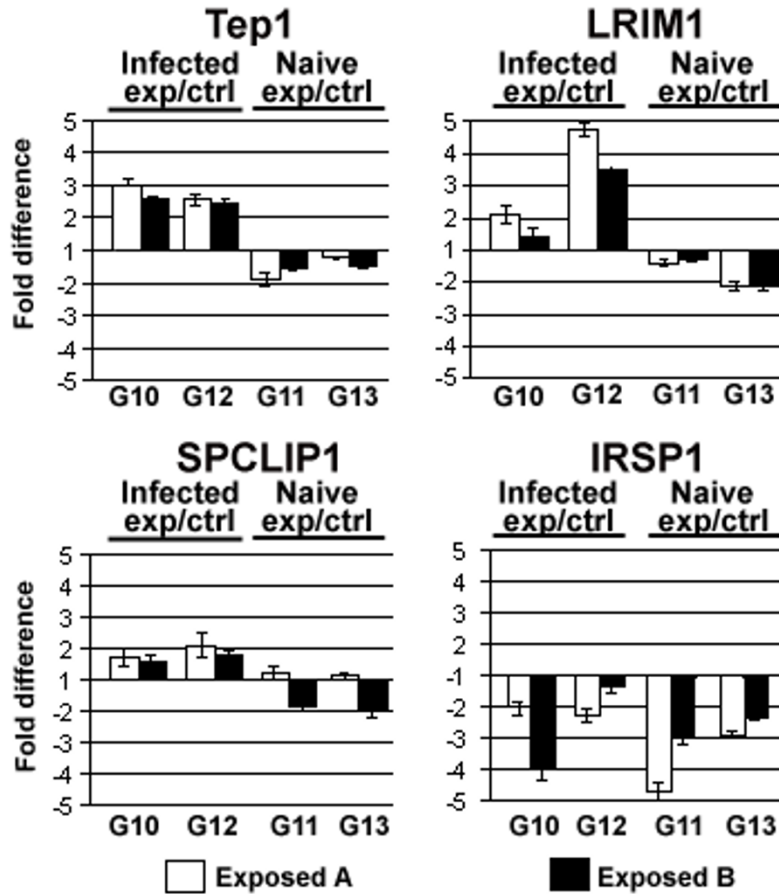 Tep1
Infected Naive
exp/ctrl exp/ctrl
Fold difference
5
4
3
2
1
-2
-3
-4
-5
G10 G12 G11 G13
LRIM1
Infected Naive
exp/ctrl exp/ctrl
5
4
3
2
1
-2
-3
-4
-5
G10 G12 G11 G13
SPCLIP1
Infected Naive
exp/ctrl exp/ctrl
Fold difference
5
4
3
2
1
-2
-3
-4
-5
G10 G12 G11 G13
IRSP1
Infected Naive
exp/ctrl exp/ctrl
5
4
3
2
-1
-2
-3
-4
-5
G10 G12 G11 G13
Exposed A Exposed B